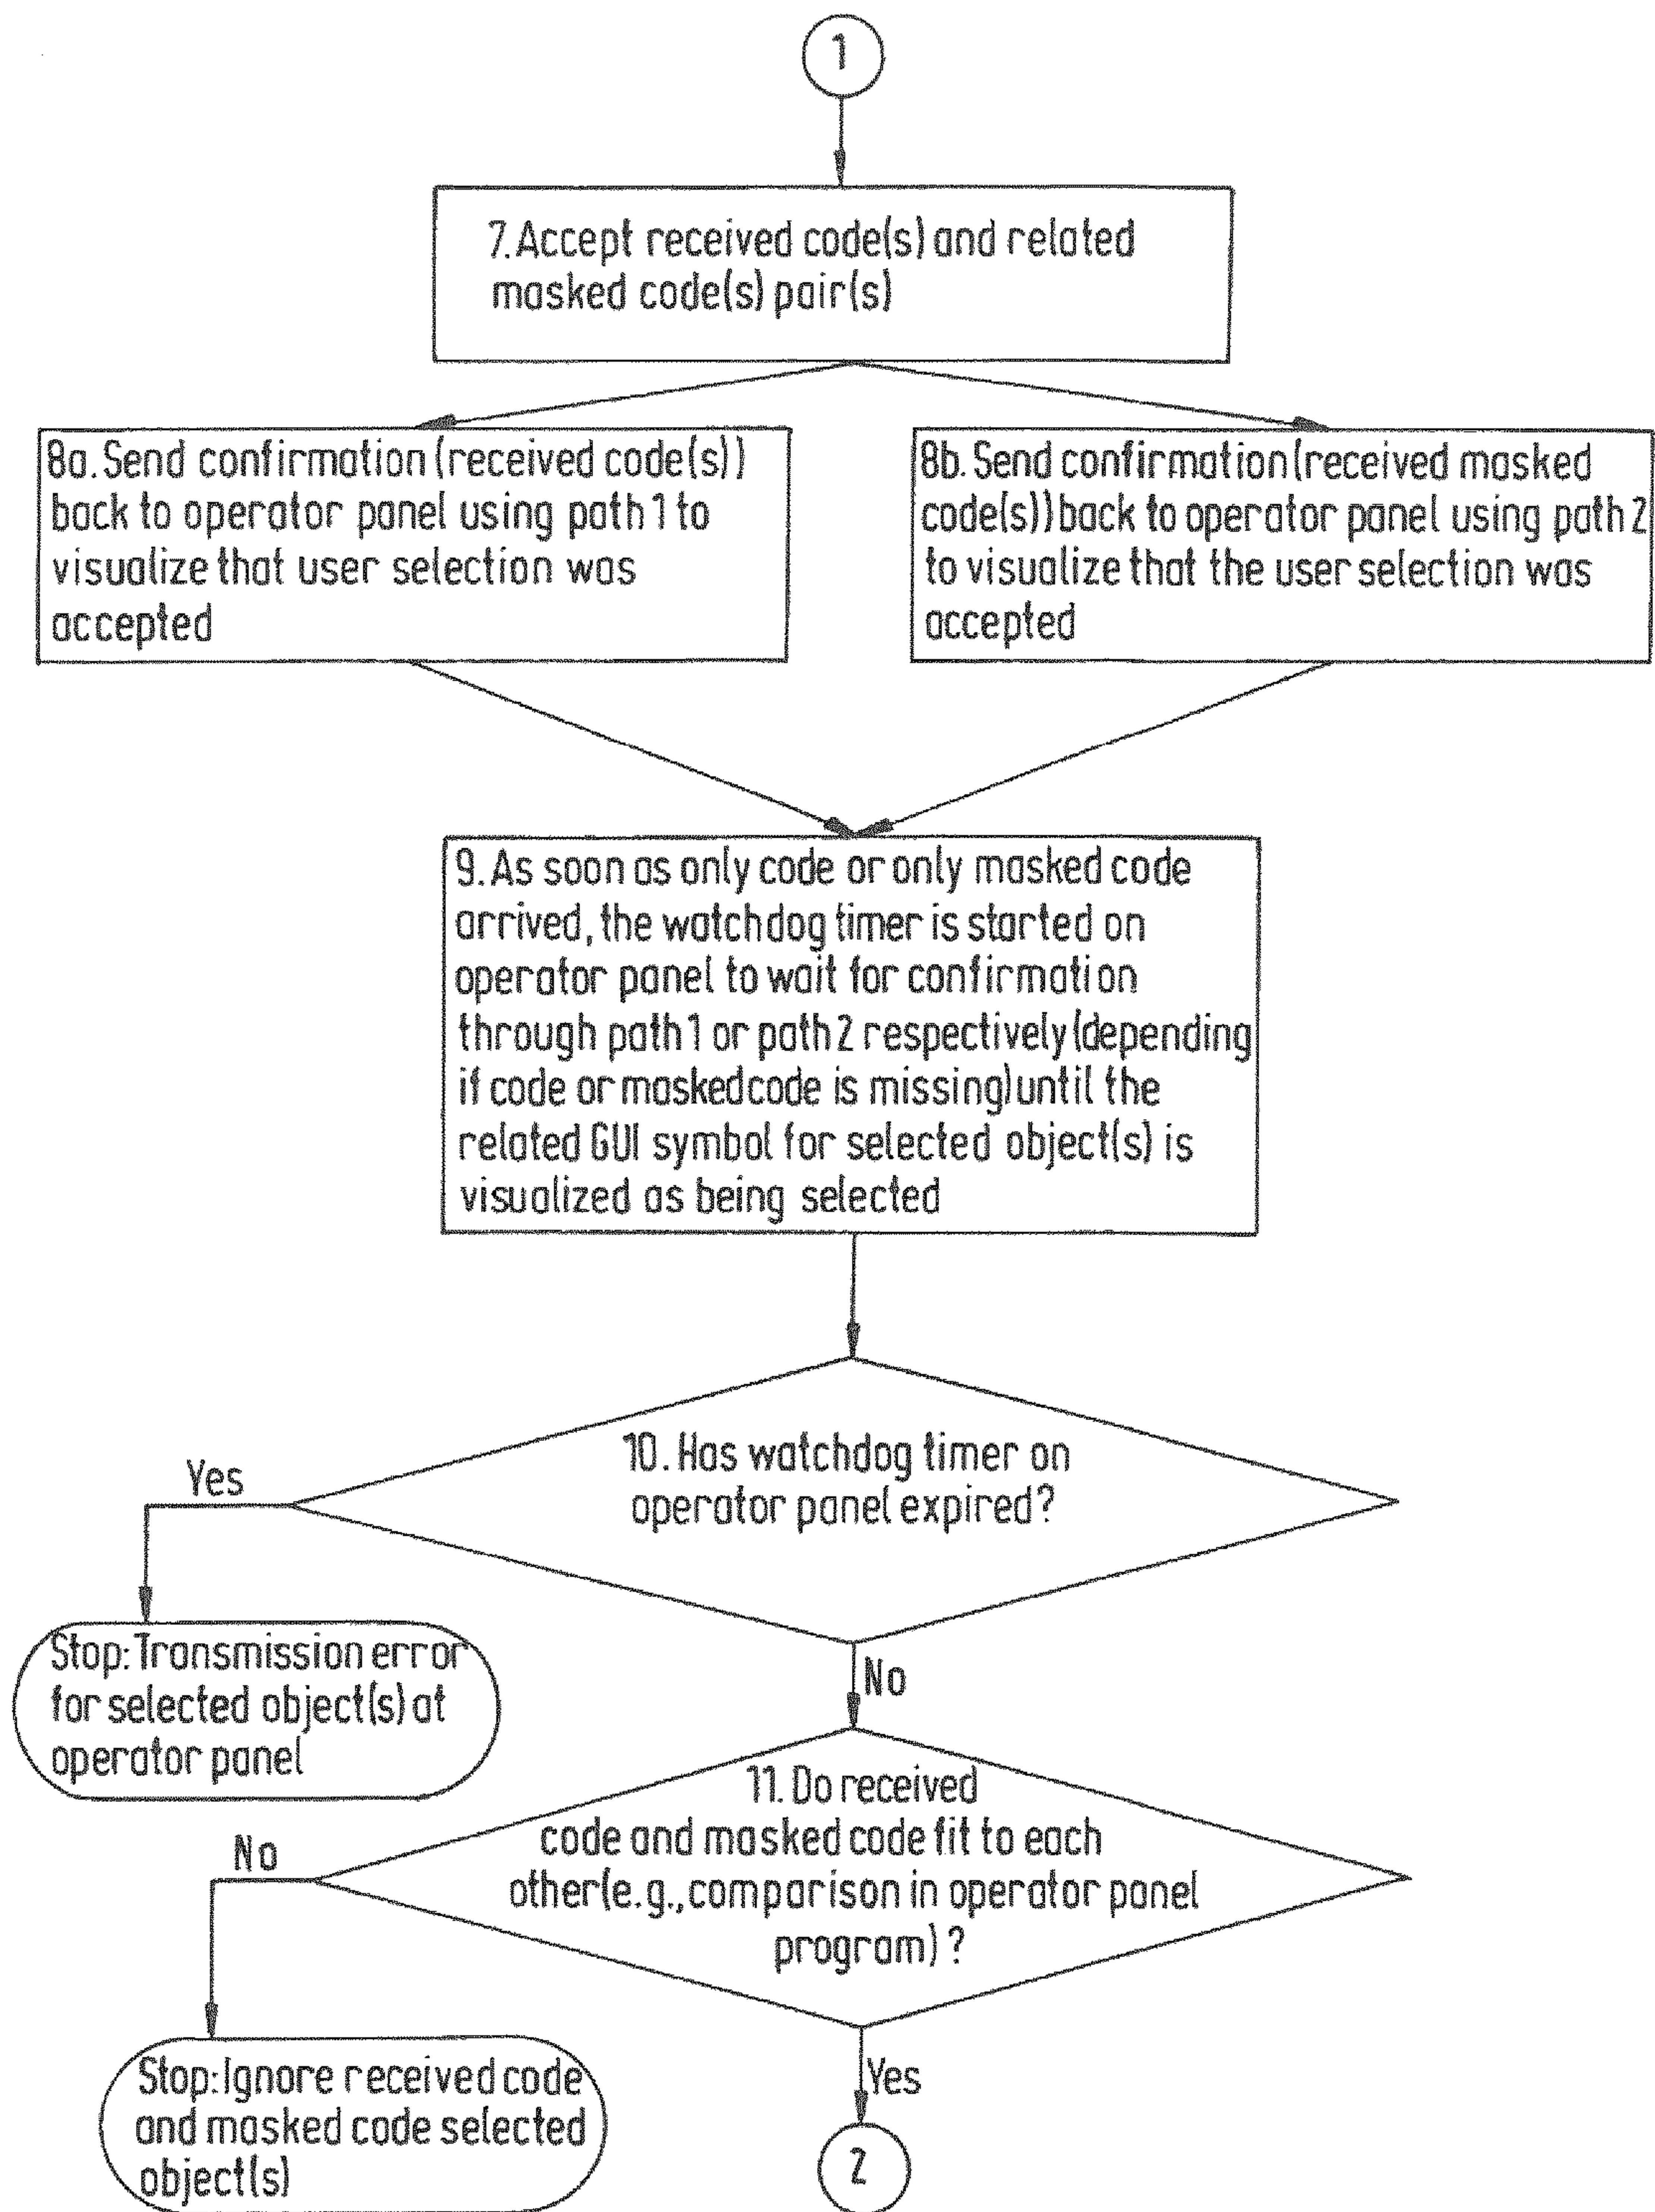 1
7. Accept received code(s) and related
masked code(s) pair(s)
8a. Send confirmation (received code(s))
back to operator panel using path 1 to
visualize that user selection was
accepted
8b. Send confirmation (received masked
code(s)) back to operator panel using path 2
to visualize that the user selection was
accepted
9. As soon as only code or only masked code
arrived, the watchdog timer is started on
operator panel to wait for confirmation
through path 1 or path 2 respectively (depending
if code or masked code is missing) until the
related GUI symbol for selected object(s) is
visualized as being selected
10. Has watchdog timer on
operator panel expired?
Yes
Stop: Transmission error
for selected object(s) at
operator panel
No
11. Do received
code and masked code fit to each
other (e.g., comparison in operator panel
program)?
No
Stop: Ignore received code
and masked code selected
object(s)
Yes
2